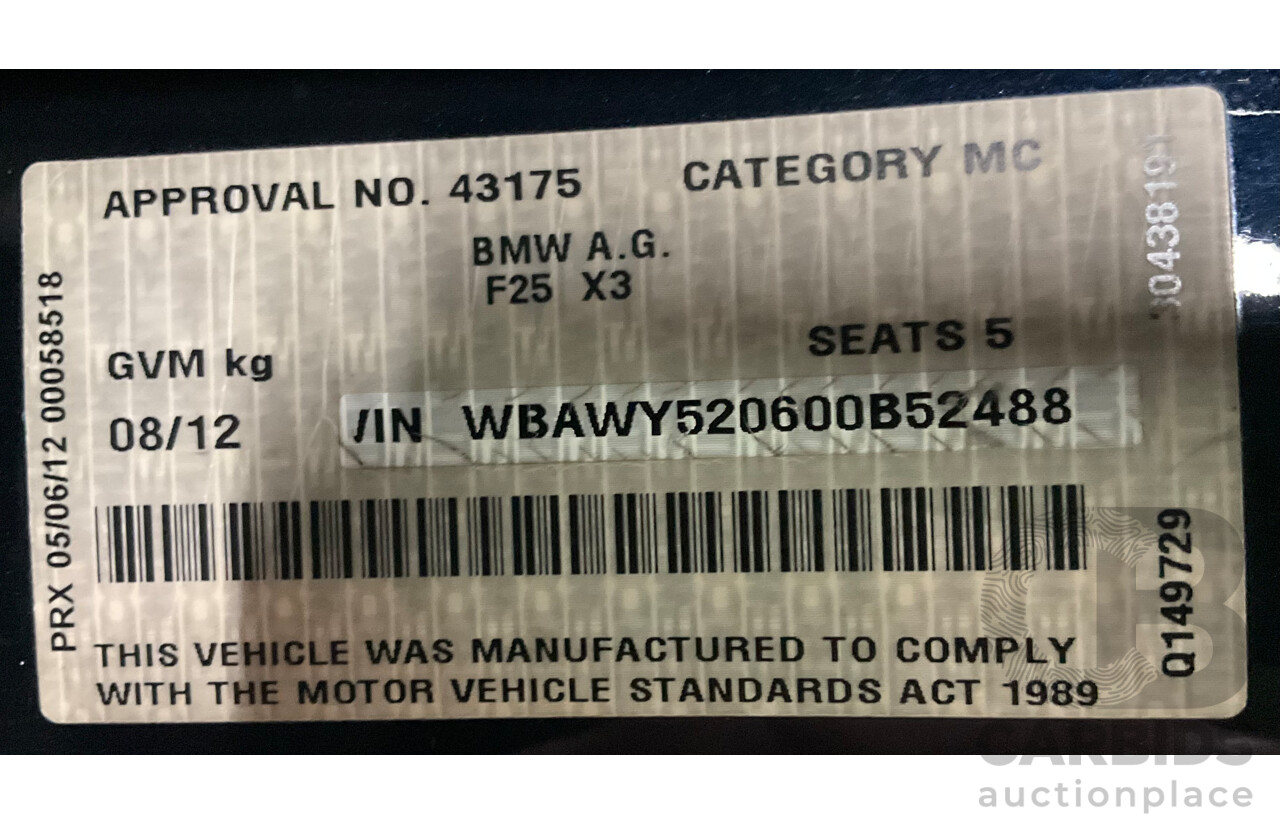 APPROVAL NO. 43175 CATEGORY MC
BMW A.G.
F25 X3
SEATS 5
GVM kg
08/12
/IN WBAWY520600B52488
THIS VEHICLE WAS MANUFACTURED TO COMPLY
WITH THE MOTOR VEHICLE STANDARDS ACT 1989
PRX 05/06/12 00058518
Q149729
CARBIDS
auctionplace